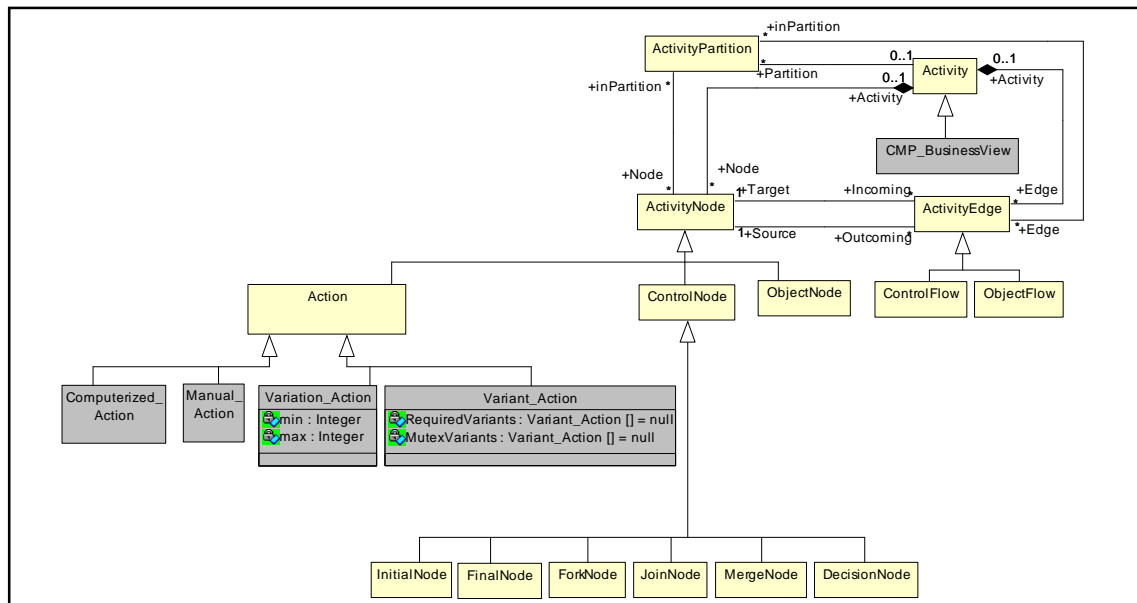 +inPartition
*
ActivityPartition
*
+Partition
0..1
Activity
0..1
+Activity
0..1
+Activity
+inPartition
*
CMP_BusinessView
+Node
*
+Node
*
ActivityNode
1
+Target
+Incoming
*
1
+Source
+Outcoming
*
ActivityEdge
+Edge
*
+Edge
*
Action
ControlNode
ObjectNode
ControlFlow
ObjectFlow
Computerized_
Action
Manual_
Action
Variation_Action
min : Integer
max : Integer
Variant_Action
RequiredVariants : Variant_Action [] = null
MutexVariants : Variant_Action [] = null
InitialNode
FinalNode
ForkNode
JoinNode
MergeNode
DecisionNode